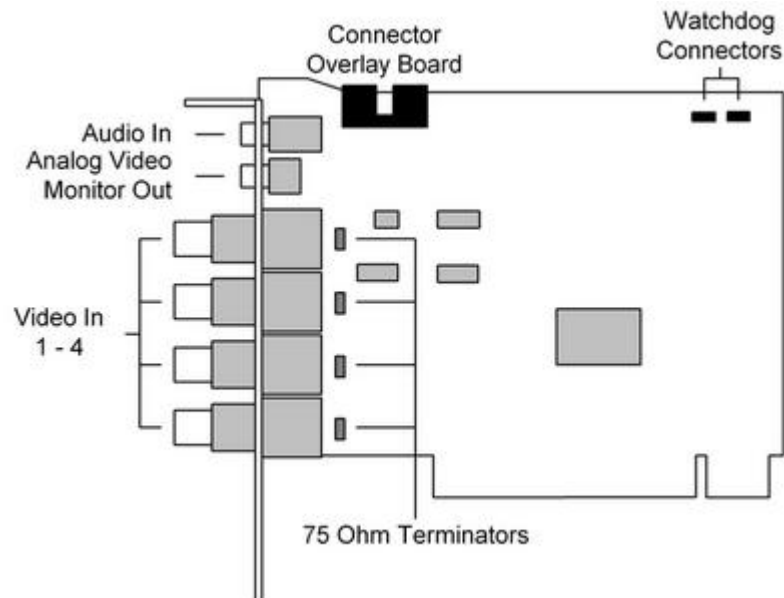 Connector
Overlay Board
Watchdog
Connectors
Audio In
Analog Video
Monitor Out
Video In
1 - 4
75 Ohm Terminators